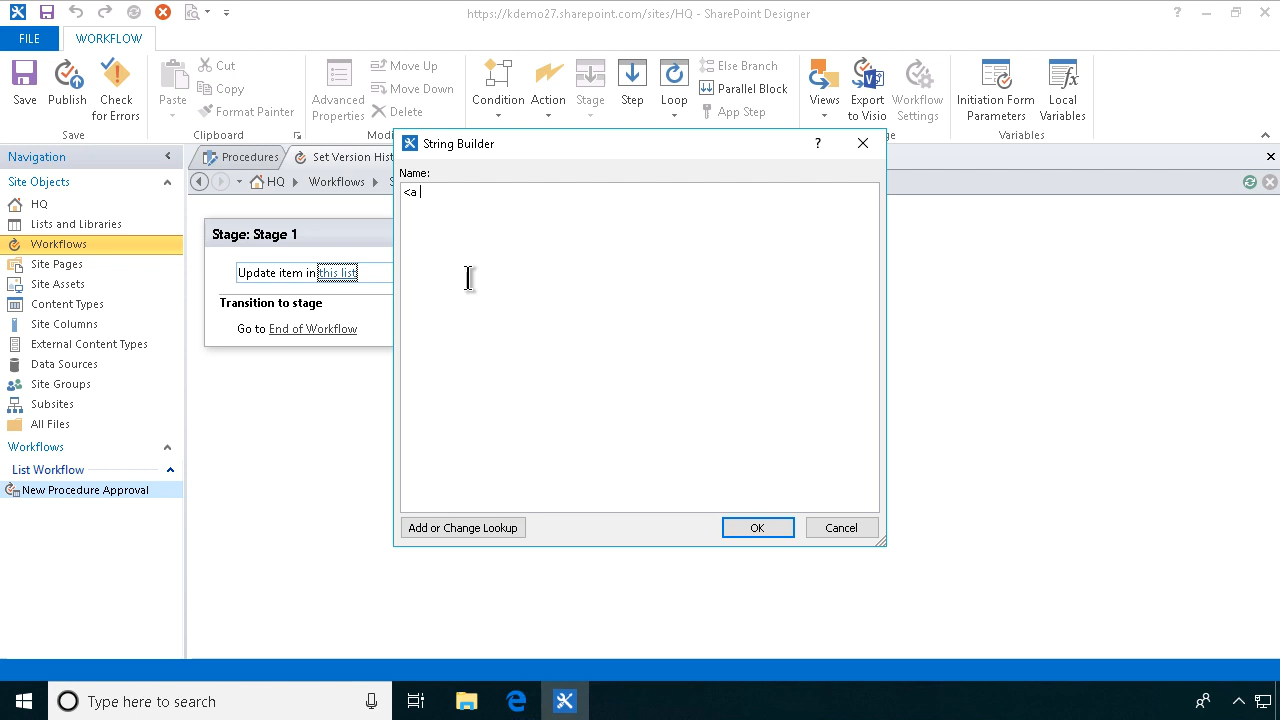 https://kdemo27.sharepoint.com/sites/HQ - SharePoint Designer
FILE
WORKFLOW
Save
Publish
Check for Errors
Save
Paste
Cut
Copy
Format Painter
Clipboard
Advanced Properties
Move Up
Move Down
Delete
Modi
Condition
Action
Stage
Step
Loop
Else Branch
Parallel Block
App Step
Views
Export to Visio
Workflow Settings
ge
Initiation Form Parameters
Local Variables
Variables
Navigation
Site Objects
HQ
Lists and Libraries
Workflows
Site Pages
Site Assets
Content Types
Site Columns
External Content Types
Data Sources
Site Groups
Subsites
All Files
Workflows
List Workflow
New Procedure Approval
Procedures
Set Version Hist
HQ
Workflows
Stage: Stage 1
Update item in this list
Transition to stage
Go to End of Workflow
String Builder
?
Name:
<a
Add or Change Lookup
OK
Cancel
Type here to search